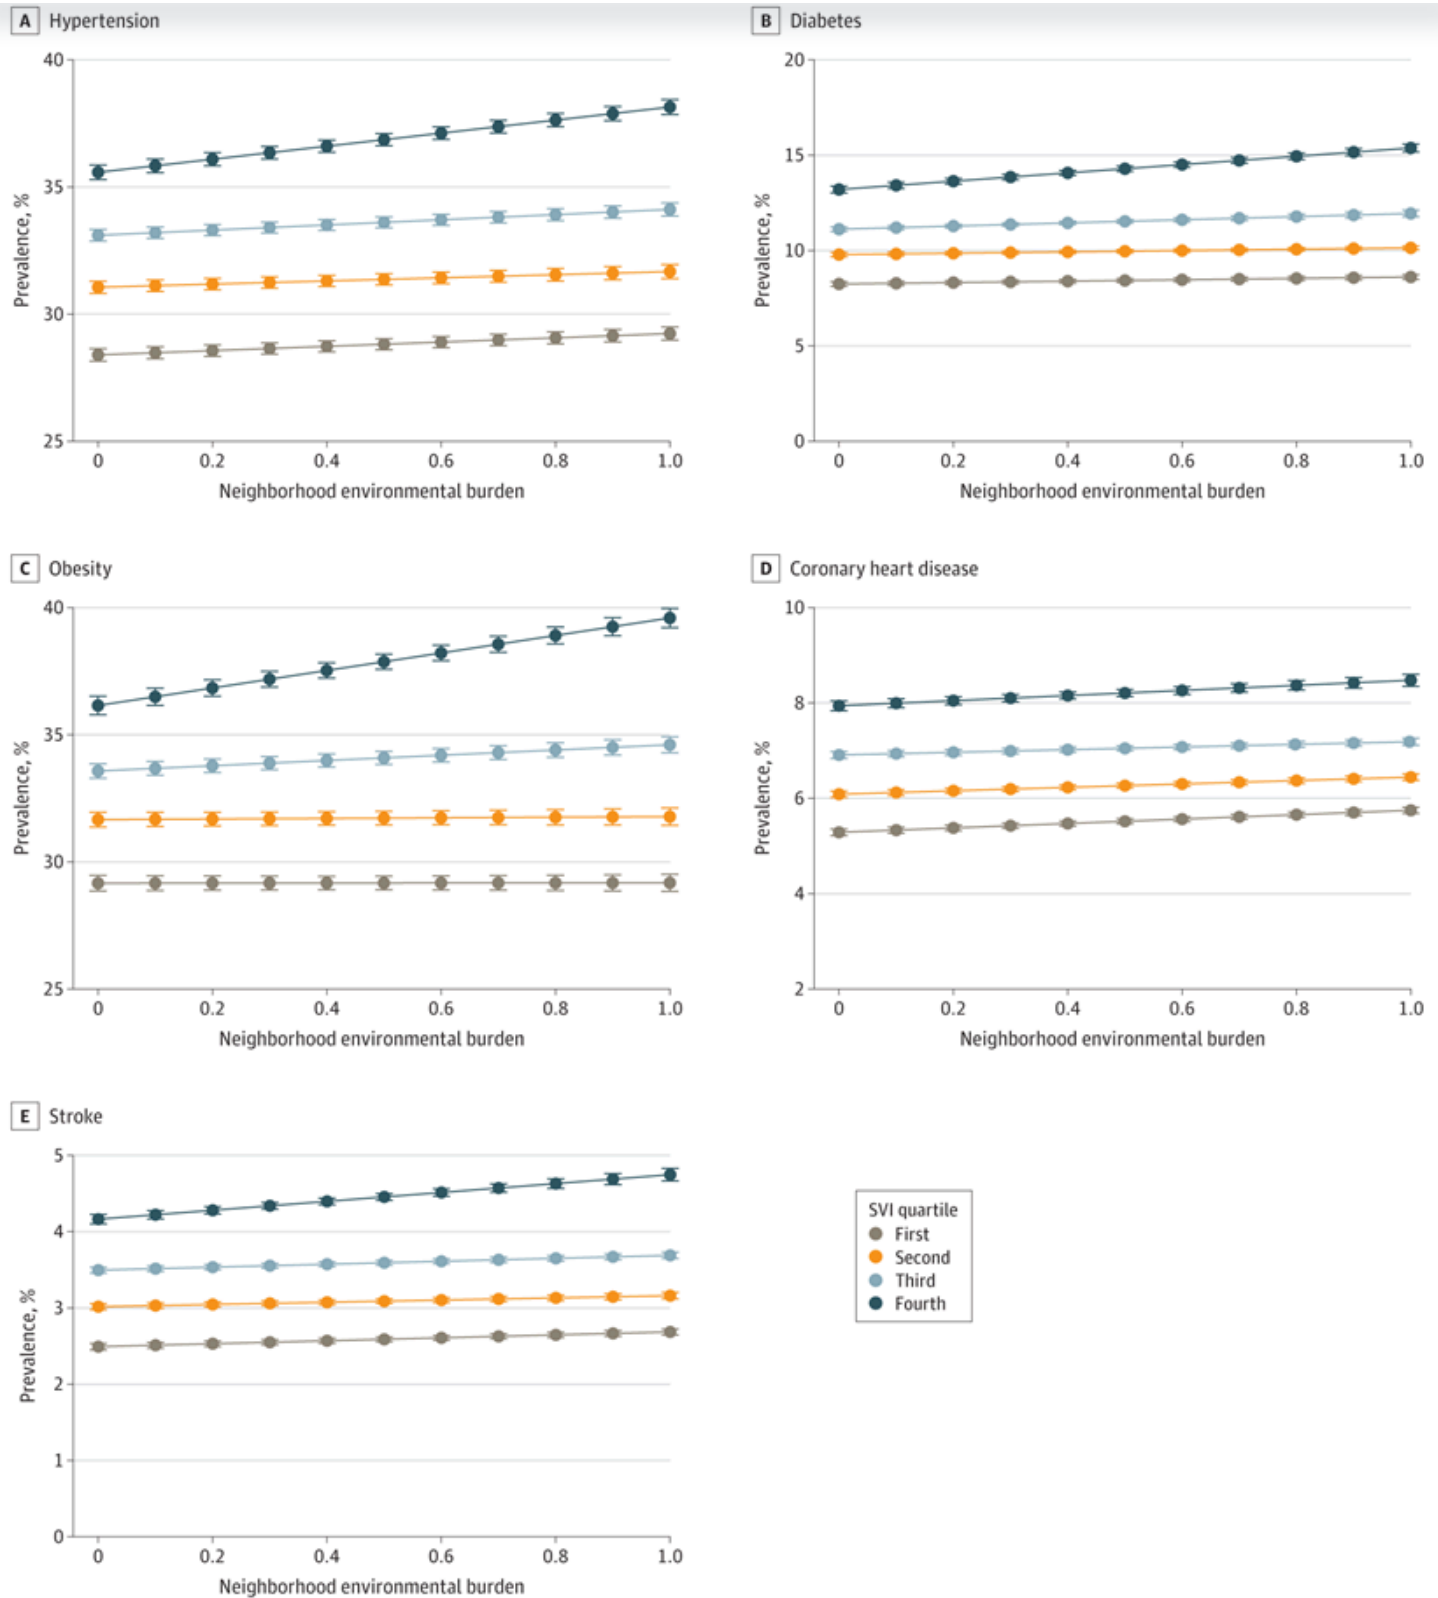 A Hypertension
40
35
30
25
Prevalence, %
0 0.2 0.4 0.6 0.8 1.0
Neighborhood environmental burden
B Diabetes
20
15
10
5
0
Prevalence, %
0 0.2 0.4 0.6 0.8 1.0
Neighborhood environmental burden
C Obesity
40
35
30
25
Prevalence, %
0 0.2 0.4 0.6 0.8 1.0
Neighborhood environmental burden
D Coronary heart disease
10
8
6
4
2
Prevalence, %
0 0.2 0.4 0.6 0.8 1.0
Neighborhood environmental burden
E Stroke
5
4
3
2
1
0
Prevalence, %
0 0.2 0.4 0.6 0.8 1.0
Neighborhood environmental burden
SVI quartile
First
Second
Third
Fourth